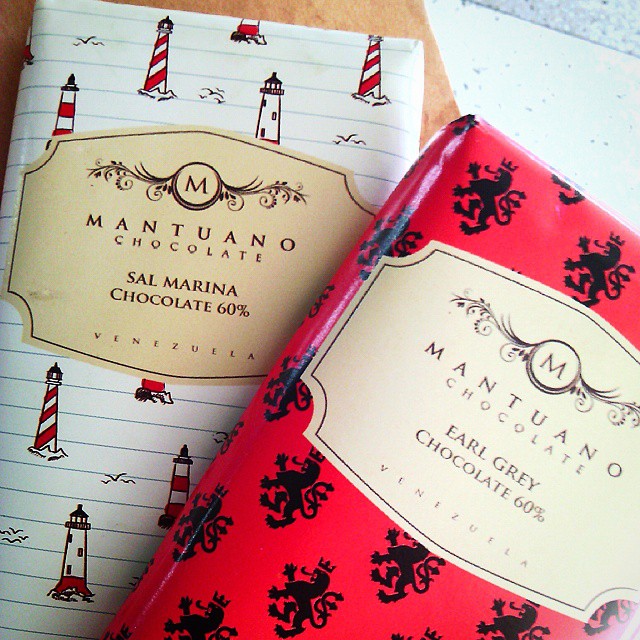 M
MANTUANO
CHOCOLATE
SAL MARINA
CHOCOLATE 60%
VENEZUELA
M
MANTUANO
CHOCOLATE
EARL GREY
CHOCOLATE 60%
VENEZUELA